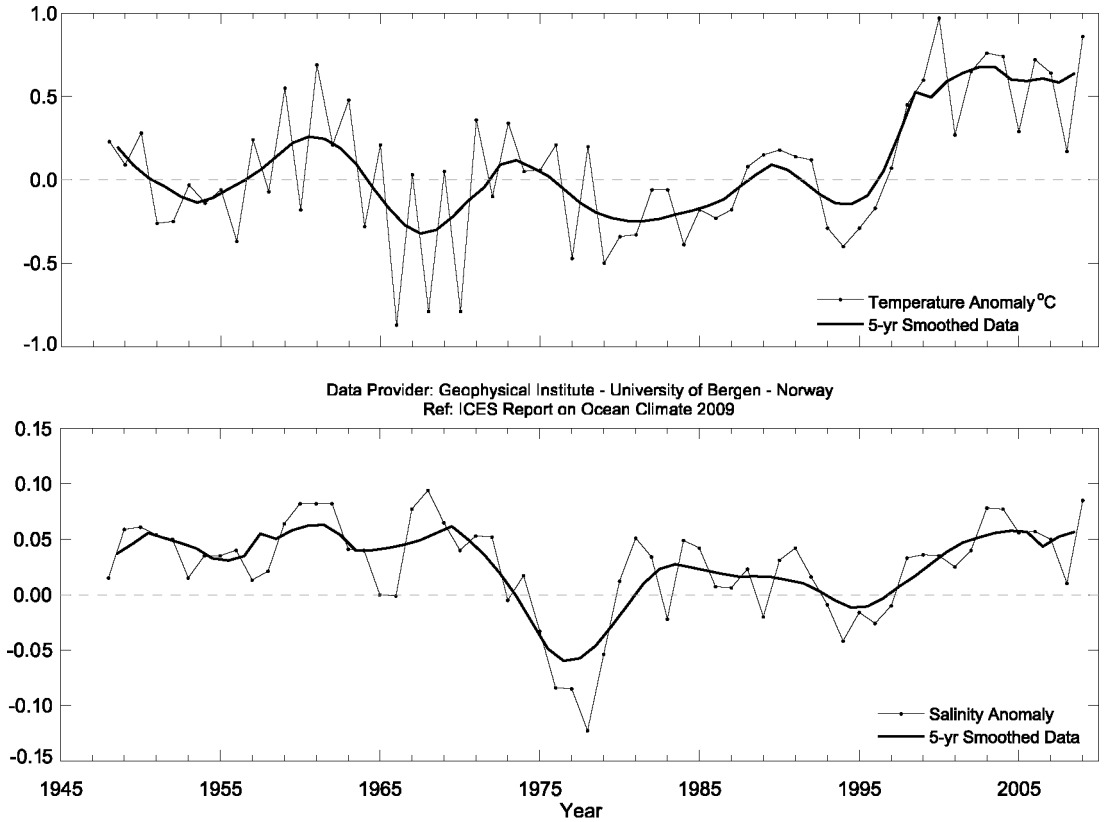 1.0
0.5
0.0
-0.5
-1.0
Temperature Anomaly °C
5-yr Smoothed Data
Data Provider: Geophysical Institute - University of Bergen - Norway
Ref: ICES Report on Ocean Climate 2009
0.15
0.10
0.05
0.00
-0.05
-0.10
-0.15
Salinity Anomaly
5-yr Smoothed Data
1945 1955 1965 1975 1985 1995 2005
Year